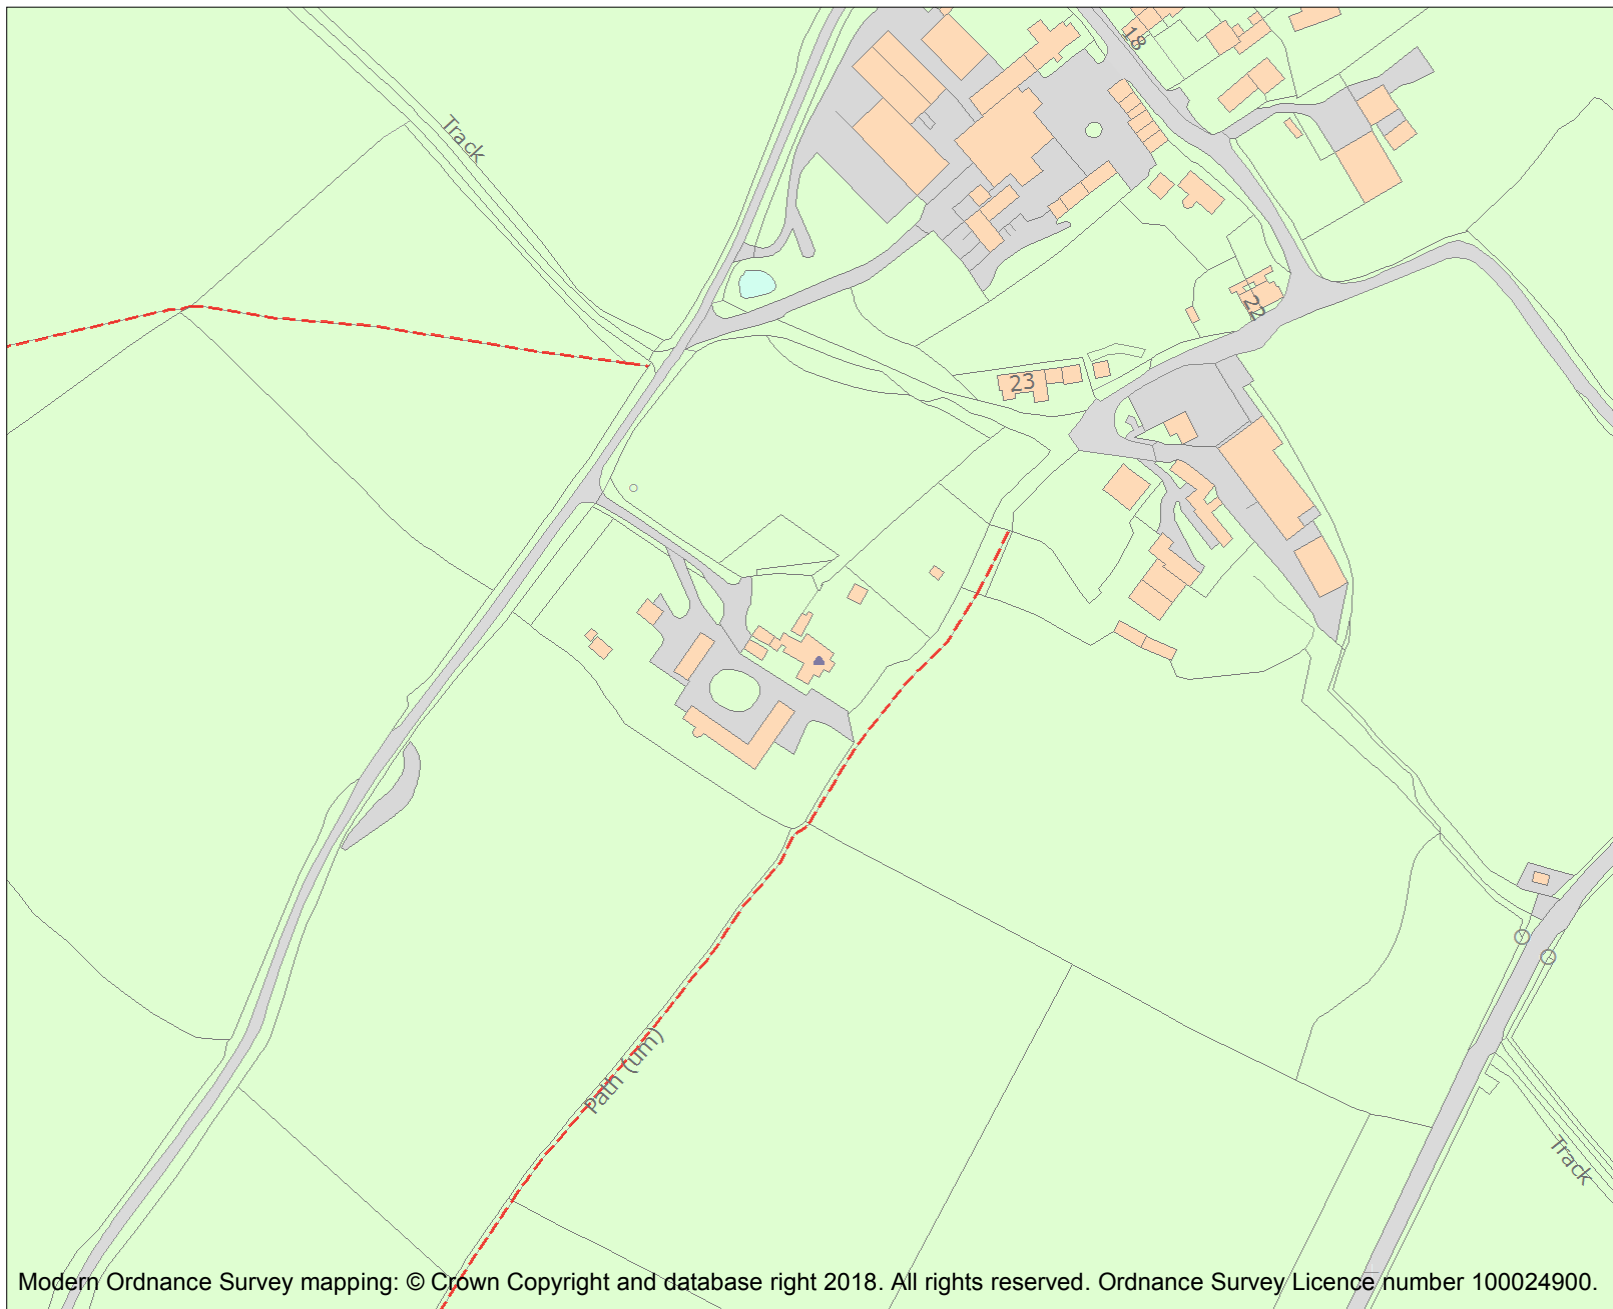 18
Track
22
23
Path (um)
Track
Modern Ordnance Survey mapping: © Crown Copyright and database right 2018. All rights reserved. Ordnance Survey Licence number 100024900.